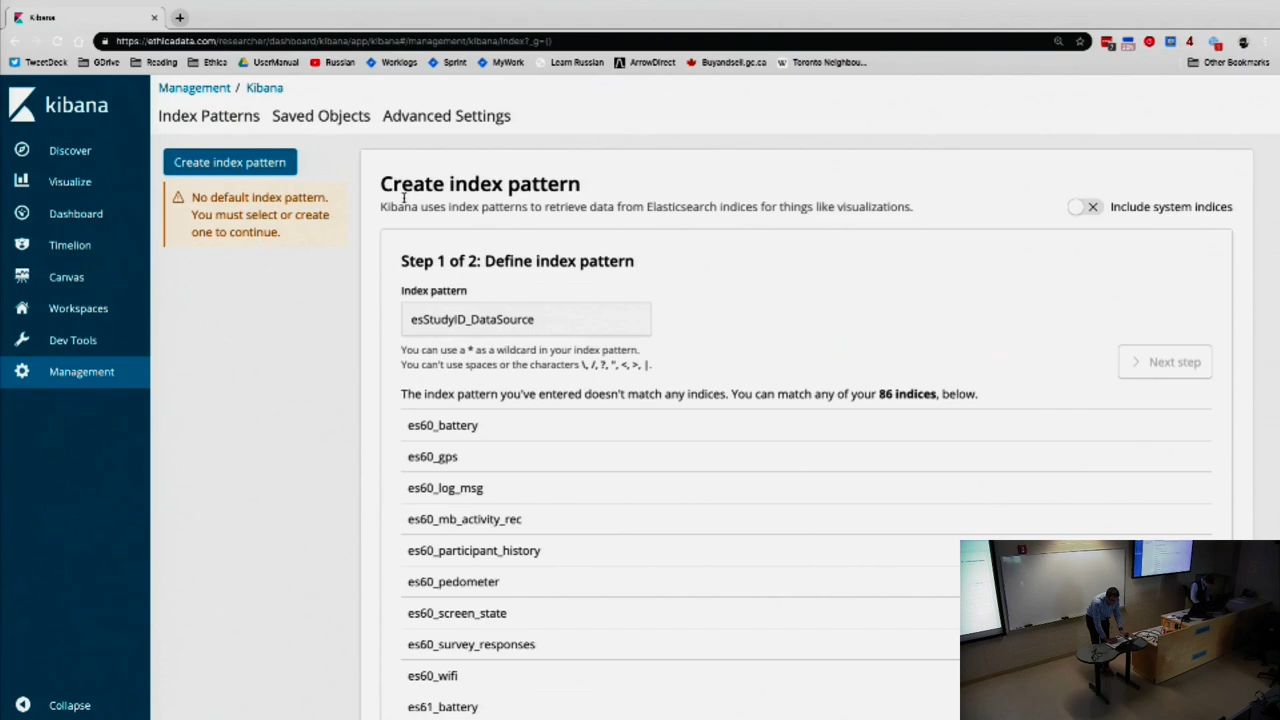 Kibana
https://ethicadata.com/researcher/dashboard/kibana/app/kibana#/management/kibana/index?_g=()
TweetDeck GDrive Reading Ethica UserManual Russian Worklogs Sprint MyWork Learn Russian ArrowDirect Buyandsell.gc.ca Toronto Neighbou... Other Bookmarks
kibana
Discover
Visualize
Dashboard
Timelion
Canvas
Workspaces
Dev Tools
Management
Collapse
Management / Kibana
Index Patterns Saved Objects Advanced Settings
Create index pattern
No default index pattern.
You must select or create
one to continue.
Create index pattern
Kibana uses index patterns to retrieve data from Elasticsearch indices for things like visualizations.
Include system indices
Step 1 of 2: Define index pattern
Index pattern
esStudyID_DataSource
You can use a * as a wildcard in your index pattern.
You can't use spaces or the characters \, /, ?, ", <, >, |.
Next step
The index pattern you've entered doesn't match any indices. You can match any of your 86 indices, below.
es60_battery
es60_gps
es60_log_msg
es60_mb_activity_rec
es60_participant_history
es60_pedometer
es60_screen_state
es60_survey_responses
es60_wifi
es61_battery